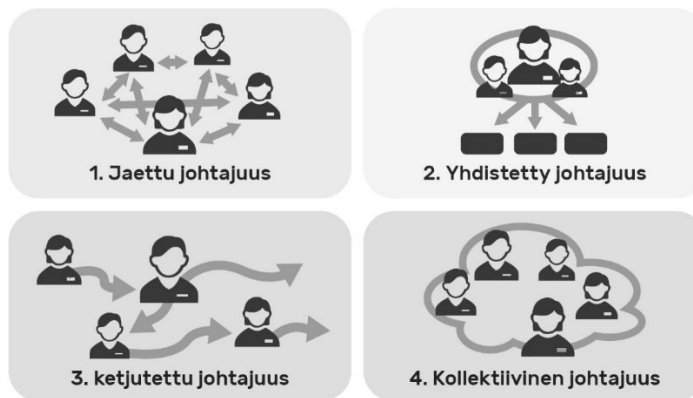 1. Jaettu johtajuus
2. Yhdistetty johtajuus
3. ketjutettu johtajuus
4. Kollektiivinen johtajuus